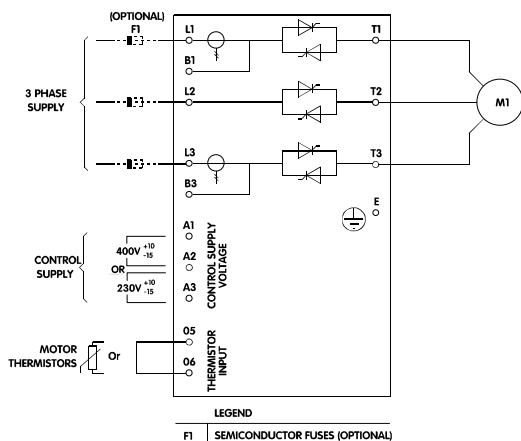 (OPTIONAL)
F1
L1
T1
B1
3 PHASE
SUPPLY
L2
T2
M1
L3
T3
B3
E
CONTROL
SUPPLY
400V +10 -15
OR
230V +10 -15
A1
A2
A3
CONTROL SUPPLY
VOLTAGE
MOTOR
THERMISTORS
Or
05
06
THERMISTOR
INPUT
LEGEND
F1 SEMICONDUCTOR FUSES (OPTIONAL)